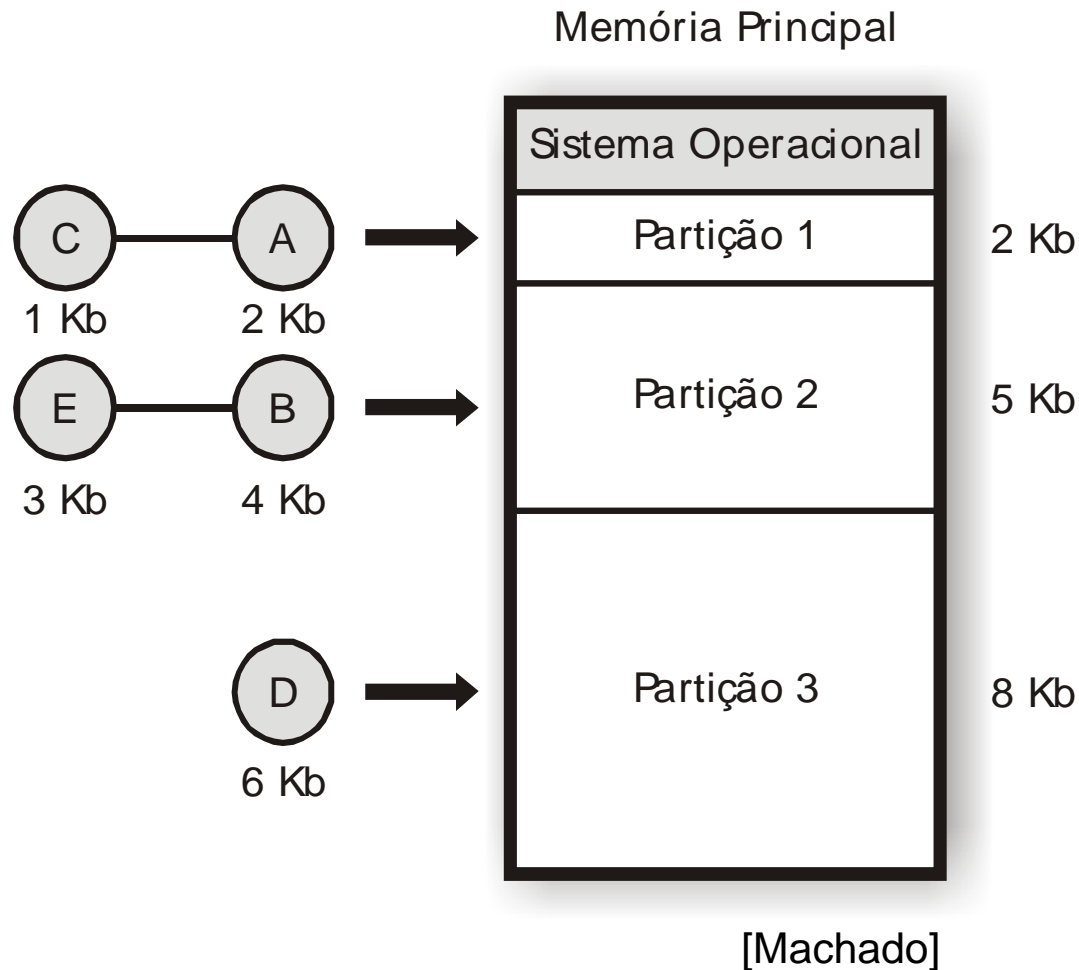 Memória Principal
Sistema Operacional
C A Partição 1 2 Kb
1 Kb 2 Kb
E B Partição 2 5 Kb
3 Kb 4 Kb
D Partição 3 8 Kb
6 Kb
[Machado]